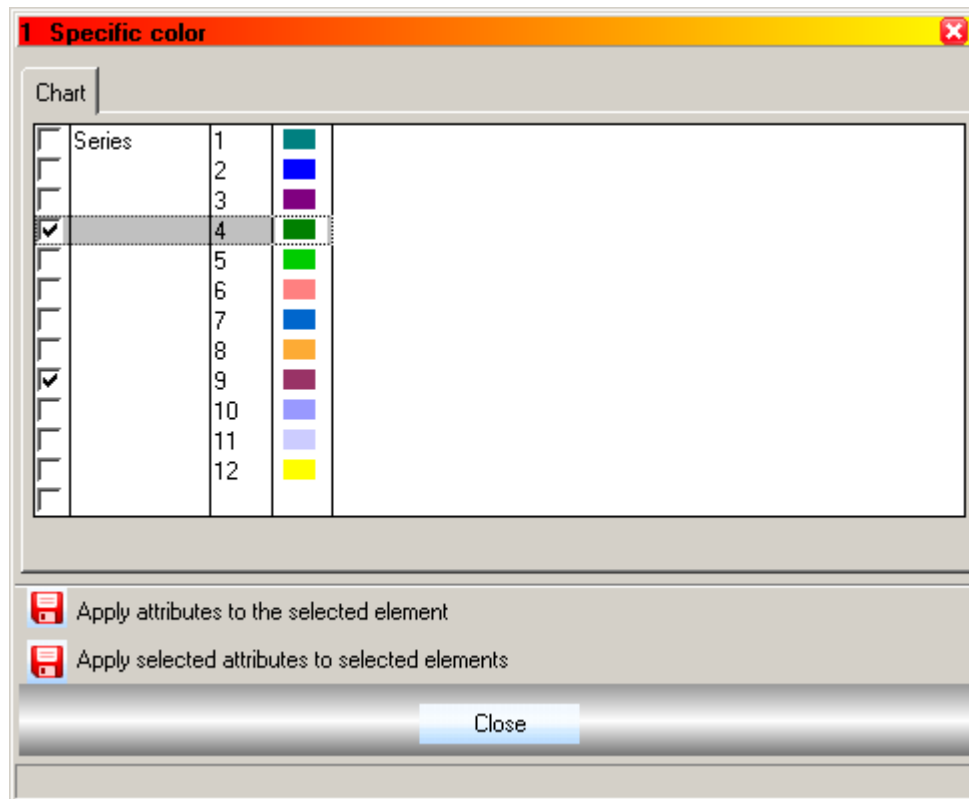 1 Specific color
Chart
Series 1
2
3
4
5
6
7
8
9
10
11
12
Apply attributes to the selected element
Apply selected attributes to selected elements
Close